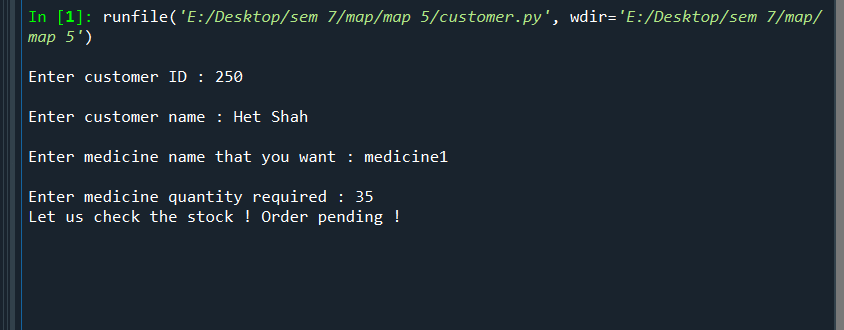 In [1]: runfile('E:/Desktop/sem 7/map/map 5/customer.py', wdir='E:/Desktop/sem 7/map/
map 5')
Enter customer ID : 250
Enter customer name : Het Shah
Enter medicine name that you want : medicine1
Enter medicine quantity required : 35
Let us check the stock ! Order pending !